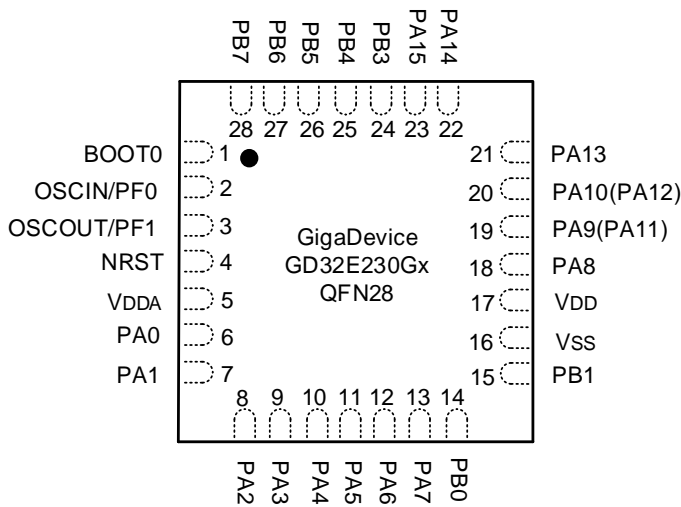 PB7 PB6 PB5 PB4 PB3 PA15 PA14
28 27 26 25 24 23 22
BOOT0 1 21 PA13
OSCIN/PF0 2 20 PA10(PA12)
OSCOUT/PF1 3 19 PA9(PA11)
GigaDevice
NRST 4 18 PA8
GD32E230Gx
QFN28
VDDA 5 17 VDD
PA0 6 16 VSS
PA1 7 15 PB1
8 9 10 11 12 13 14
PA2 PA3 PA4 PA5 PA6 PA7 PB0